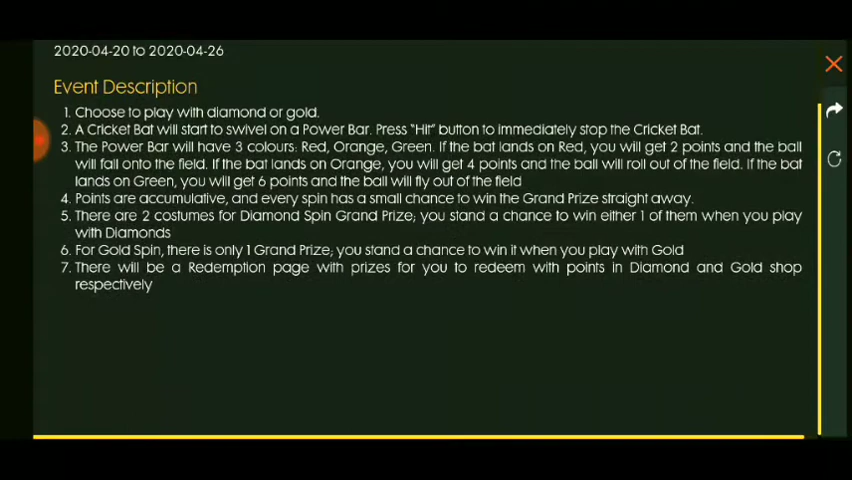 2020-04-20 to 2020-04-26
Event Description
1. Choose to play with diamond or gold.
2. A Cricket Bat will start to swivel on a Power Bar. Press "Hit" button to immediately stop the Cricket Bat.
3. The Power Bar will have 3 colours: Red, Orange, Green. If the bat lands on Red, you will get 2 points and the ball
will fall onto the field. If the bat lands on Orange, you will get 4 points and the ball will roll out of the field. If the bat
lands on Green, you will get 6 points and the ball will fly out of the field
4. Points are accumulative, and every spin has a small chance to win the Grand Prize straight away.
5. There are 2 costumes for Diamond Spin Grand Prize; you stand a chance to win either 1 of them when you play
with Diamonds
6. For Gold Spin, there is only 1 Grand Prize; you stand a chance to win it when you play with Gold
7. There will be a Redemption page with prizes for you to redeem with points in Diamond and Gold shop
respectively